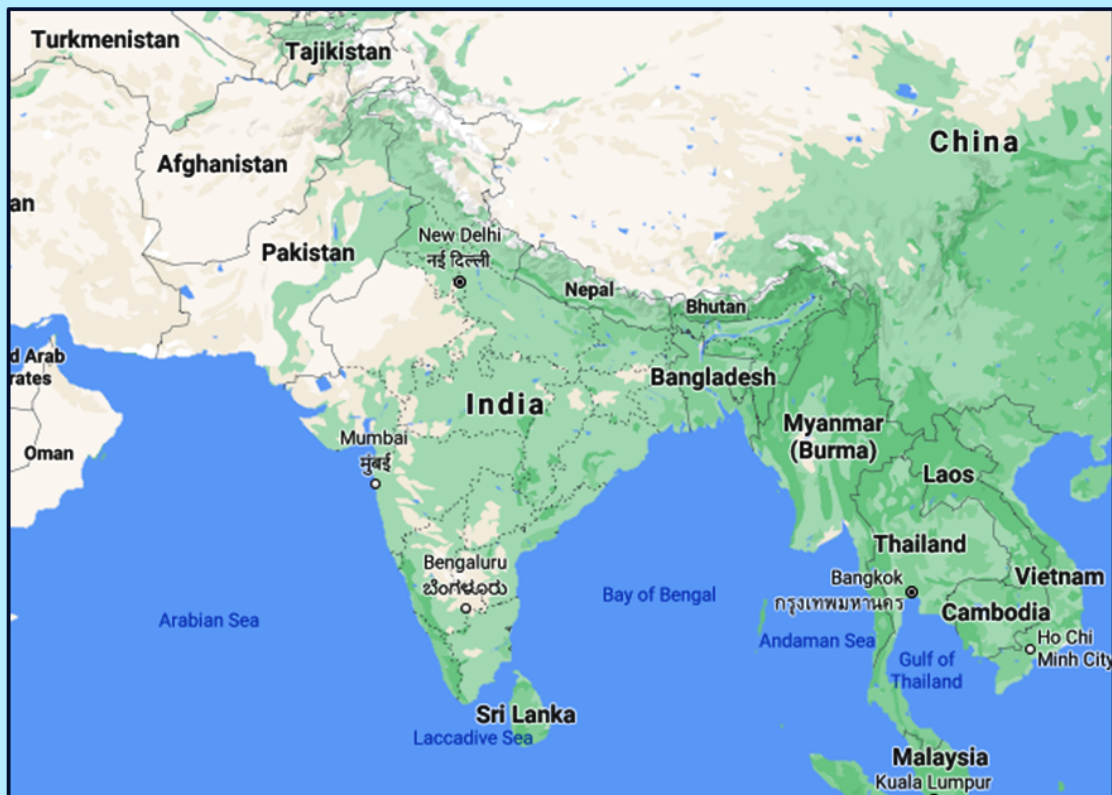 Turkmenistan
Tajikistan
China
Afghanistan
an
Pakistan
New Delhi
नई दिल्ली
Nepal
Bhutan
d Arab
rates
Bangladesh
India
Myanmar
(Burma)
Mumbai
मुंबई
Oman
Laos
Thailand
Bengaluru
ಬೆಂಗಳೂರು
Bangkok
กรุงเทพมหานคร
Vietnam
Bay of Bengal
Cambodia
Arabian Sea
Andaman Sea
Ho Chi
Minh City
Gulf of
Thailand
Sri Lanka
Laccadive Sea
Malaysia
Kuala Lumpur